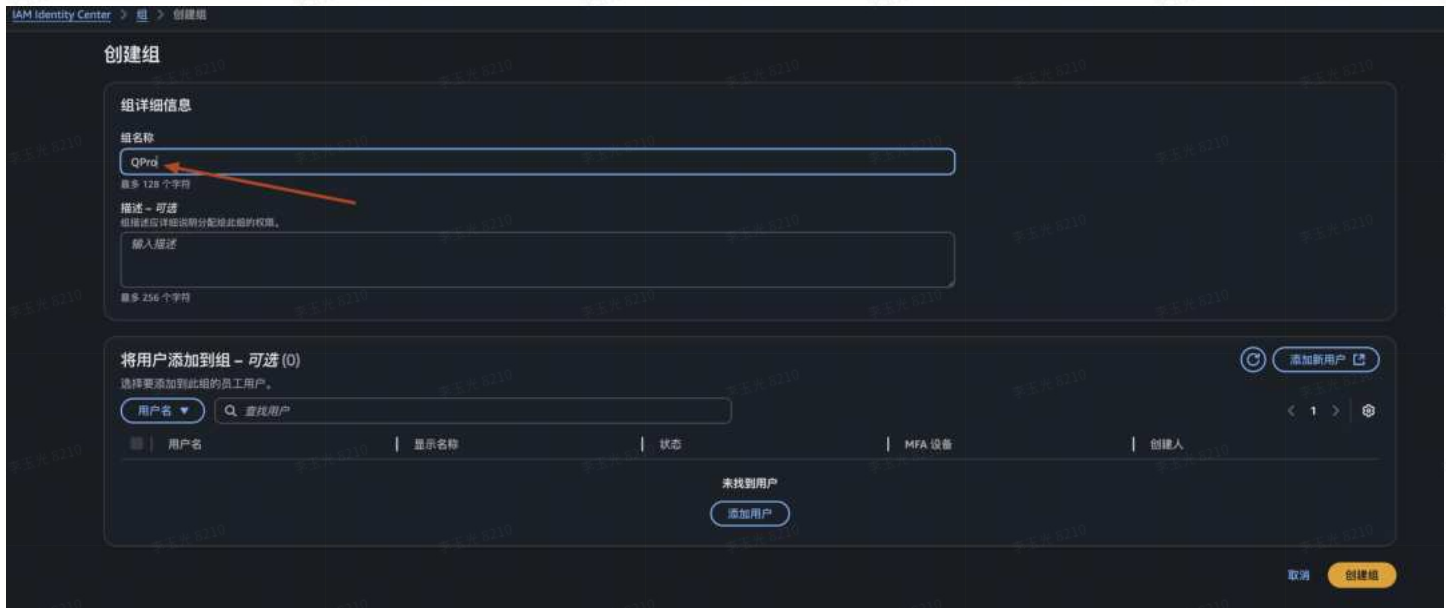 IAM Identity Center > 组 > 创建组
创建组
组详细信息
组名称
QPro
最多 128 个字符
描述 – 可选
组描述应详细说明分配给此组的权限。
输入描述
最多 256 个字符
将用户添加到组 – 可选 (0)
添加新用户
选择要添加到此组的员工用户。
用户名
查找用户
1
用户名 显示名称 状态 MFA 设备 创建人
未找到用户
添加用户
取消 创建组
李玉光 8210